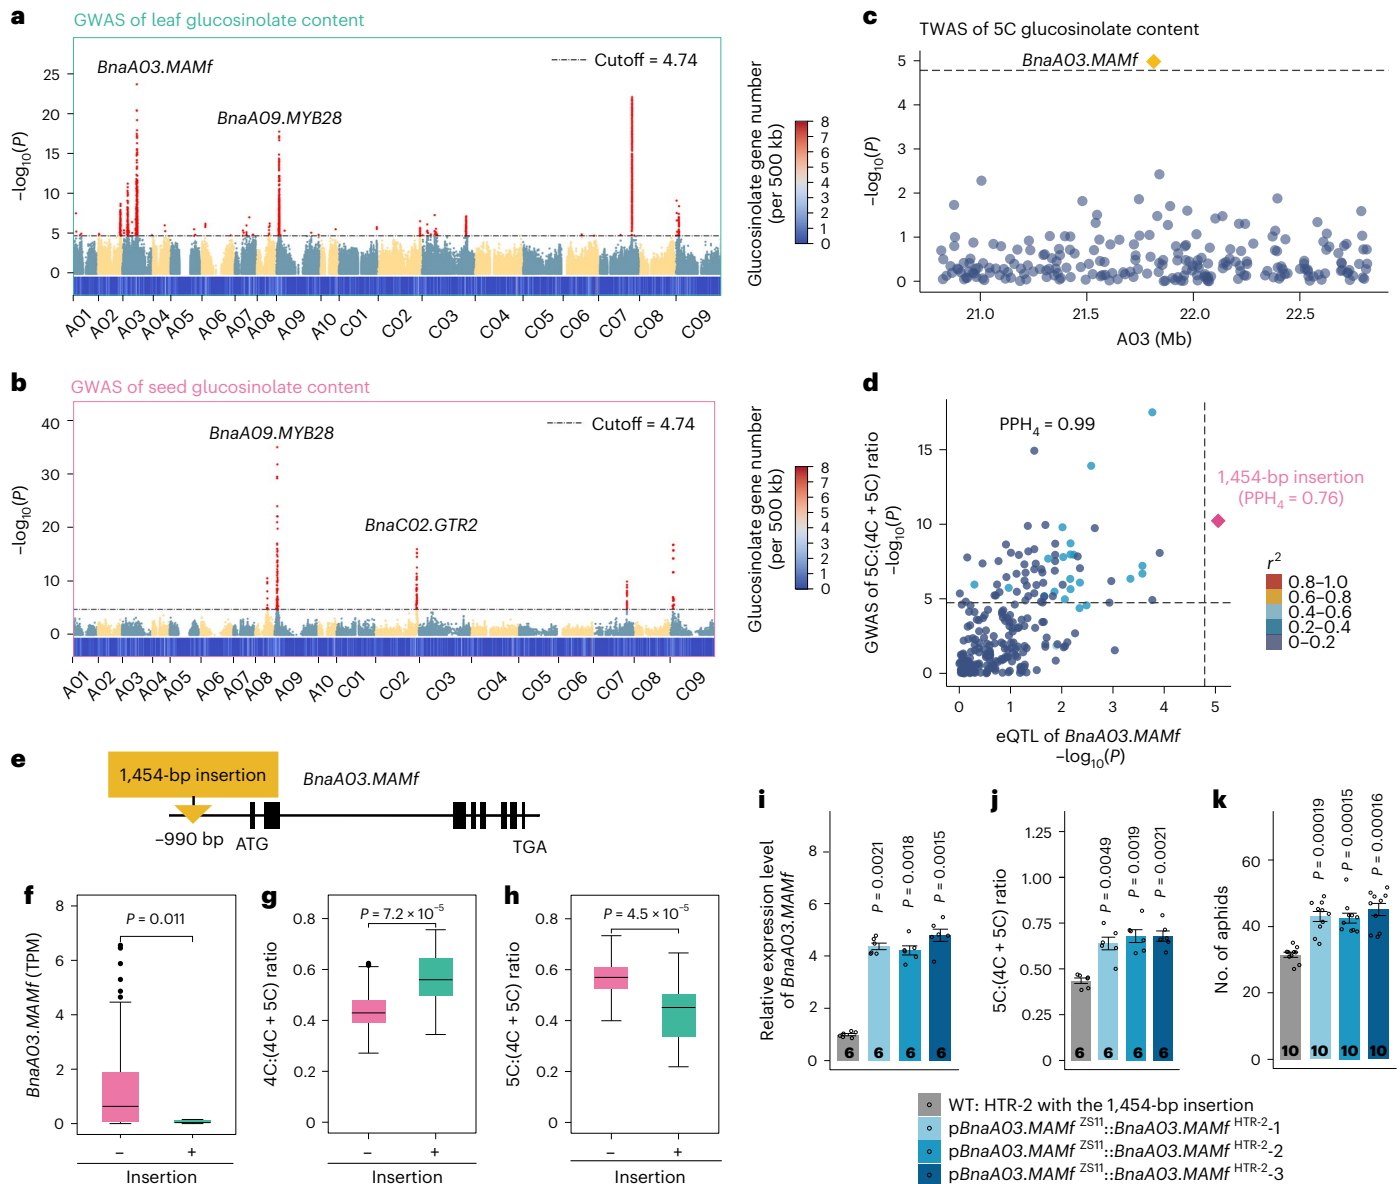 a
GWAS of leaf glucosinolate content
BnaA03.MAMf
BnaA09.MYB28
Cutoff = 4.74
–log10(P)
25
20
15
10
5
0
A01 A02 A03 A04 A05 A06 A07 A08 A09 A10 C01 C02 C03 C04 C05 C06 C07 C08 C09
Glucosinolate gene number
(per 500 kb)
8
7
6
5
4
3
2
1
0
b
GWAS of seed glucosinolate content
BnaA09.MYB28
BnaC02.GTR2
Cutoff = 4.74
–log10(P)
40
30
20
10
0
A01 A02 A03 A04 A05 A06 A07 A08 A09 A10 C01 C02 C03 C04 C05 C06 C07 C08 C09
Glucosinolate gene number
(per 500 kb)
8
7
6
5
4
3
2
1
0
c
TWAS of 5C glucosinolate content
BnaA03.MAMf
–log10(P)
5
4
3
2
1
0
21.0 21.5 22.0 22.5
A03 (Mb)
d
PPH4 = 0.99
1,454-bp insertion
(PPH4 = 0.76)
GWAS of 5C:(4C + 5C) ratio
–log10(P)
15
10
5
0
0 1 2 3 4 5
eQTL of BnaA03.MAMf
–log10(P)
r2
0.8–1.0
0.6–0.8
0.4–0.6
0.2–0.4
0–0.2
e
1,454-bp insertion
BnaA03.MAMf
–990 bp
ATG
TGA
f
BnaA03.MAMf (TPM)
8
6
4
2
0
P = 0.011
– +
Insertion
g
4C:(4C + 5C) ratio
0.8
0.6
0.4
0.2
0
P = 7.2 × 10–5
– +
Insertion
h
5C:(4C + 5C) ratio
0.8
0.6
0.4
0.2
0
P = 4.5 × 10–5
– +
Insertion
i
Relative expression level
of BnaA03.MAMf
8
6
4
2
0
P = 0.0021
P = 0.0018
P = 0.0015
6 6 6 6
j
5C:(4C + 5C) ratio
1.25
1.00
0.75
0.50
0.25
0
P = 0.0049
P = 0.0019
P = 0.0021
6 6 6 6
k
No. of aphids
60
40
20
0
P = 0.00019
P = 0.00015
P = 0.00016
10 10 10 10
WT: HTR-2 with the 1,454-bp insertion
pBnaA03.MAMf ZS11::BnaA03.MAMf HTR-2-1
pBnaA03.MAMf ZS11::BnaA03.MAMf HTR-2-2
pBnaA03.MAMf ZS11::BnaA03.MAMf HTR-2-3